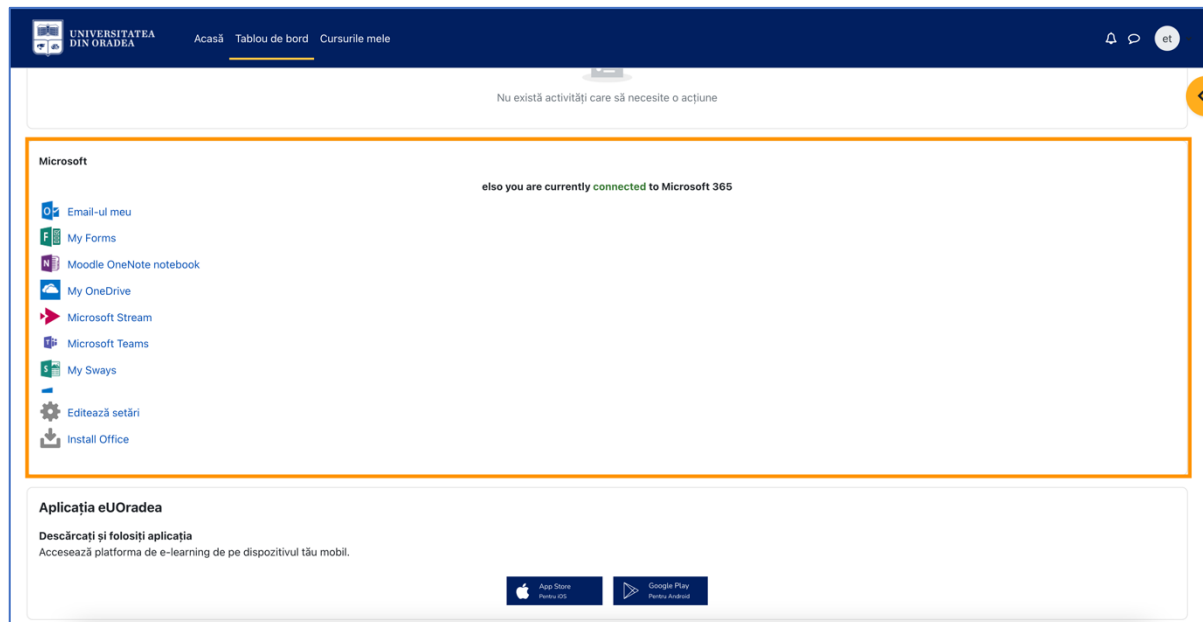 UNIVERSITATEA
DIN ORADEA
Acasă Tablou de bord Cursurile mele
et
Nu există activități care să necesite o acțiune
Microsoft
elso you are currently connected to Microsoft 365
Email-ul meu
My Forms
Moodle OneNote notebook
My OneDrive
Microsoft Stream
Microsoft Teams
My Sways
Editează setări
Install Office
Aplicația eUOradea
Descărcați și folosiți aplicația
Accesează platforma de e-learning de pe dispozitivul tău mobil.
App Store
Pentru iOS
Google Play
Pentru Android